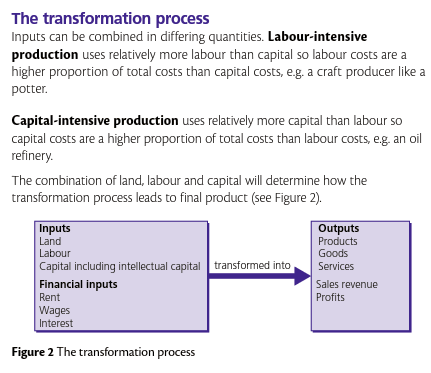 The transformation process
Inputs can be combined in differing quantities. Labour-intensive
production uses relatively more labour than capital so labour costs are a
higher proportion of total costs than capital costs, e.g. a craft producer like a
potter.
Capital-intensive production uses relatively more capital than labour so
capital costs are a higher proportion of total costs than labour costs, e.g. an oil
refinery.
The combination of land, labour and capital will determine how the
transformation process leads to final product (see Figure 2).
Inputs
Land
Labour
Capital including intellectual capital
Financial inputs
Rent
Wages
Interest
transformed into
Outputs
Products
Goods
Services
Sales revenue
Profits
Figure 2 The transformation process